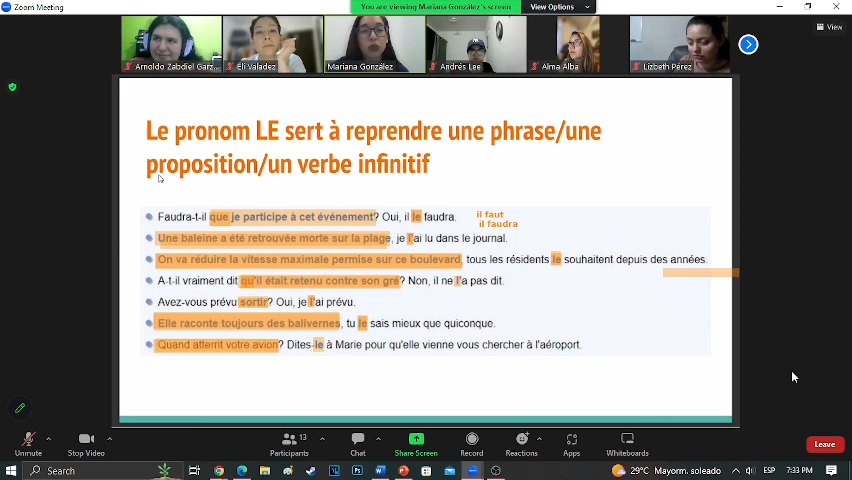 Zoom Meeting
You are viewing Mariana González's screen
View Options
View
Arnoldo Zabdiel Garz...
Eli Valadez
Mariana González
Andrés Lee
Alma Alba
Lizbeth Pérez
Le pronom LE sert à reprendre une phrase/une
proposition/un verbe infinitif
Faudra-t-il que je participe à cet événement? Oui, il le faudra.
il faut
il faudra
Une baleine a été retrouvée morte sur la plage, je l'ai lu dans le journal.
On va réduire la vitesse maximale permise sur ce boulevard, tous les résidents le souhaitent depuis des années.
A-t-il vraiment dit qu'il était retenu contre son gré? Non, il ne l'a pas dit.
Avez-vous prévu sortir? Oui, je l'ai prévu.
Elle raconte toujours des balivernes, tu le sais mieux que quiconque.
Quand atterrit votre avion? Dites-le à Marie pour qu'elle vienne vous chercher à l'aéroport.
Unmute
Stop Video
13
Participants
Chat
Share Screen
Record
Reactions
Apps
Whiteboards
Leave
Search
29°C Mayorm. soleado
ESP
7:33 PM